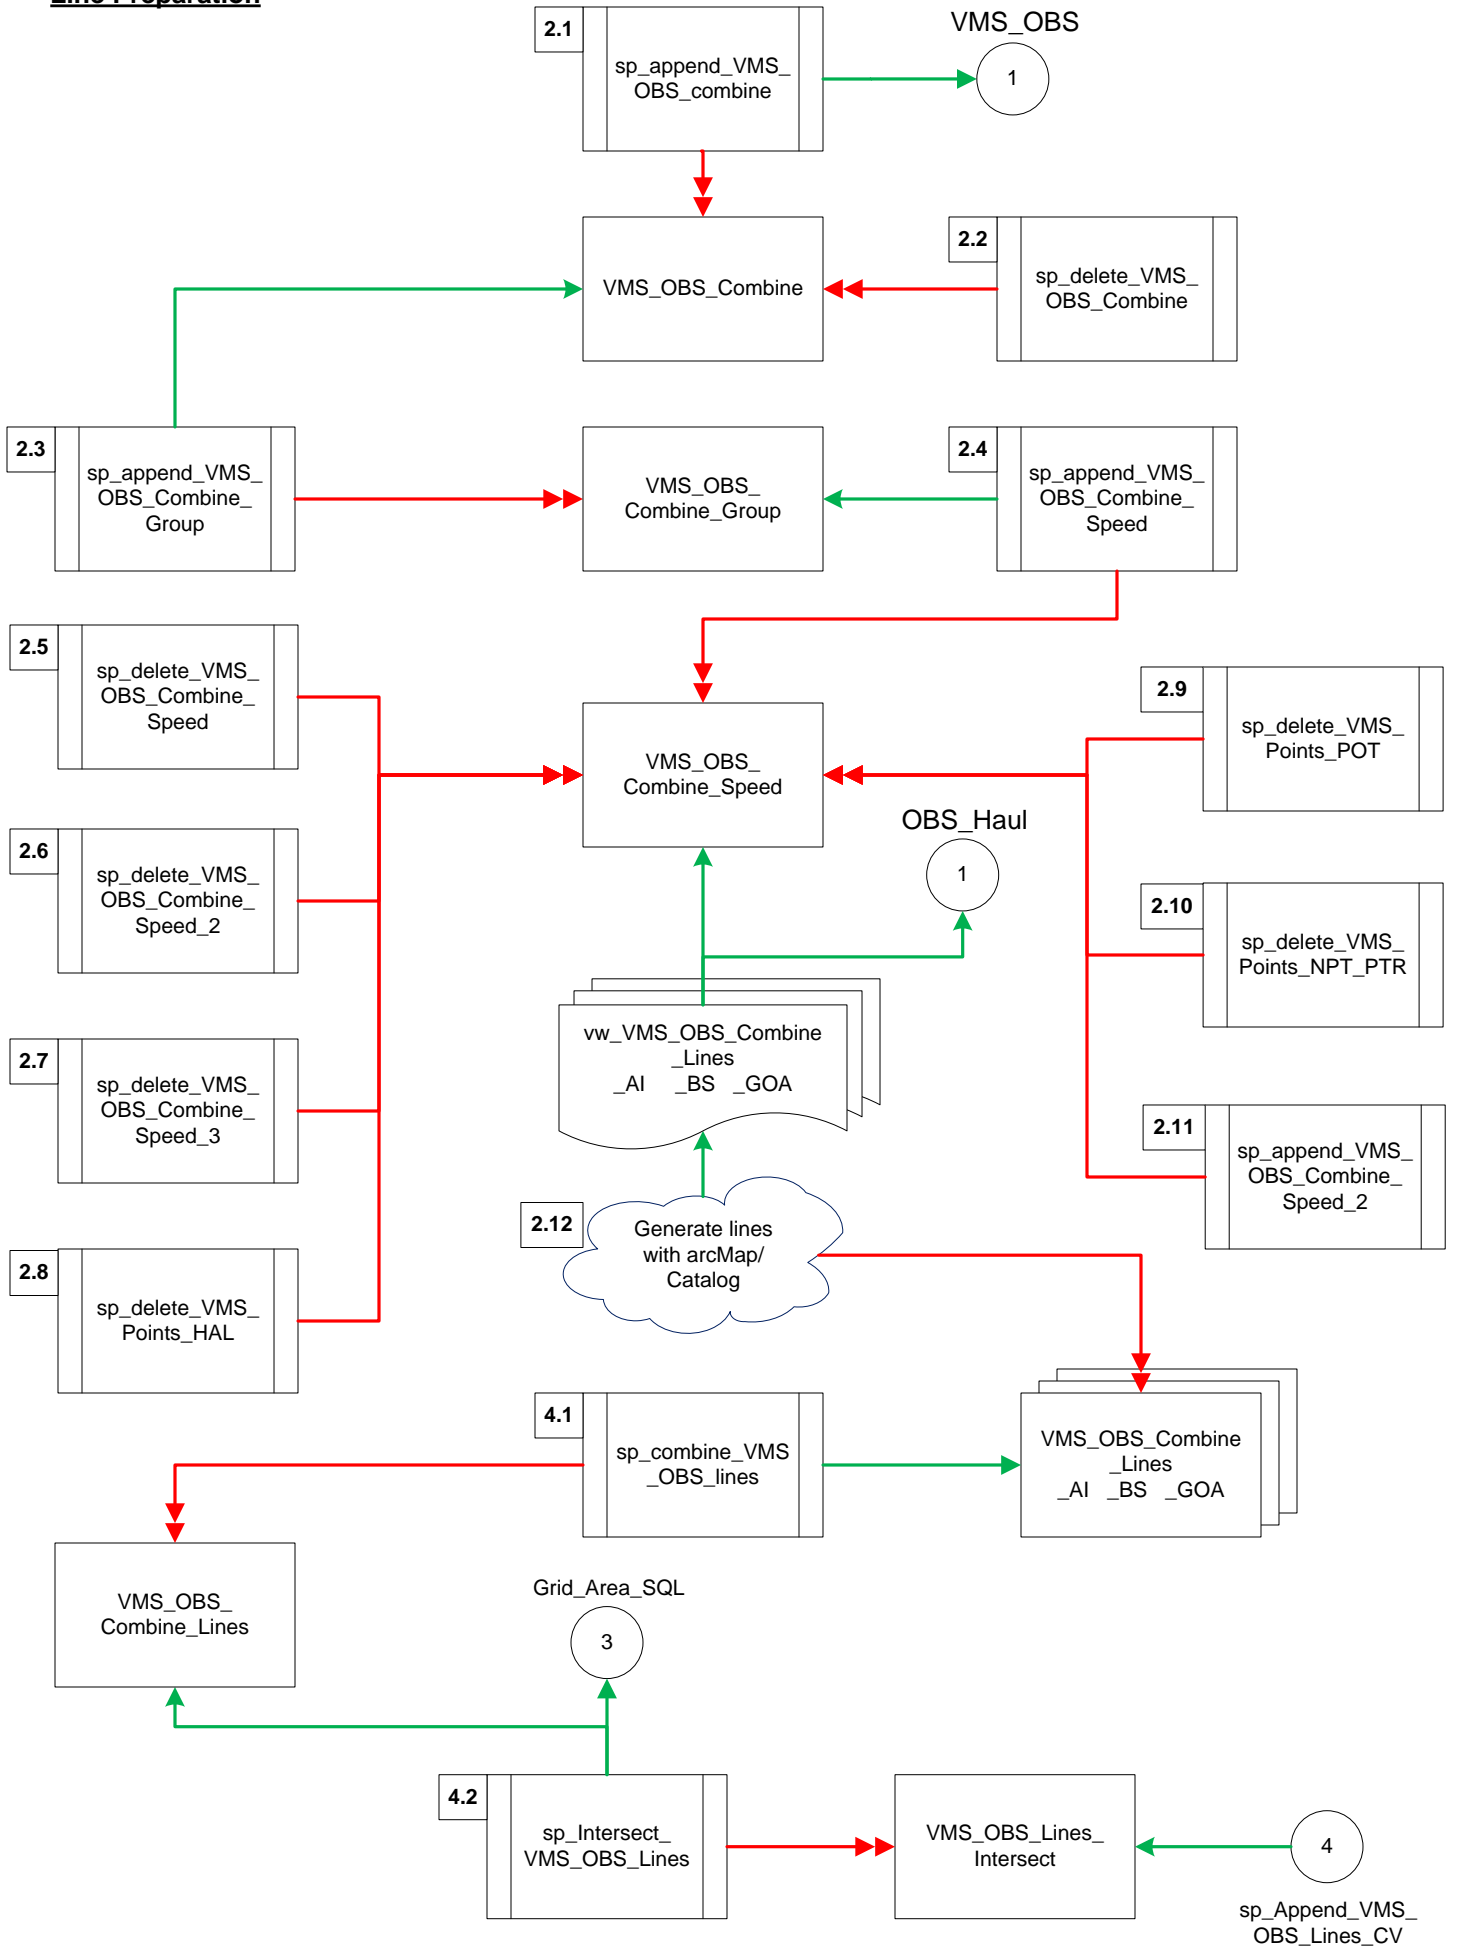 Line Preparation
2.1
sp_append_VMS_
OBS_combine
VMS_OBS
1
VMS_OBS_Combine
2.2
sp_delete_VMS_
OBS_Combine
2.3
sp_append_VMS_
OBS_Combine_
Group
VMS_OBS_
Combine_Group
2.4
sp_append_VMS_
OBS_Combine_
Speed
2.5
sp_delete_VMS_
OBS_Combine_
Speed
VMS_OBS_
Combine_Speed
2.9
sp_delete_VMS_
Points_POT
2.6
sp_delete_VMS_
OBS_Combine_
Speed_2
OBS_Haul
1
2.10
sp_delete_VMS_
Points_NPT_PTR
2.7
sp_delete_VMS_
OBS_Combine_
Speed_3
vw_VMS_OBS_Combine
_Lines
_AI _BS _GOA
2.11
sp_append_VMS_
OBS_Combine_
Speed_2
2.12
Generate lines
with arcMap/
Catalog
2.8
sp_delete_VMS_
Points_HAL
4.1
sp_combine_VMS
_OBS_lines
VMS_OBS_Combine
_Lines
_AI _BS _GOA
VMS_OBS_
Combine_Lines
Grid_Area_SQL
3
4.2
sp_Intersect_
VMS_OBS_Lines
VMS_OBS_Lines_
Intersect
4
sp_Append_VMS_
OBS_Lines_CV